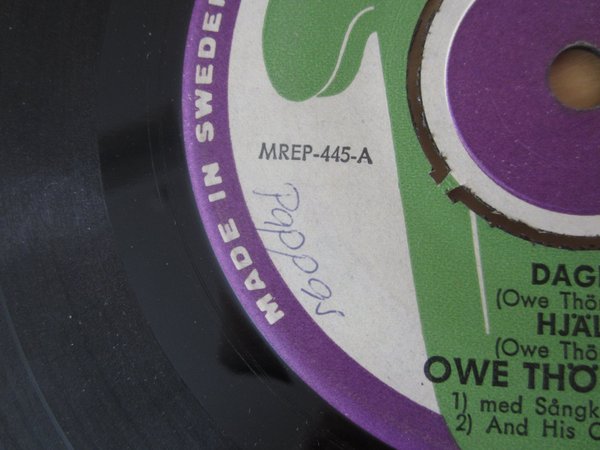 MADE IN SWEDEN
MREP-445-A
Pappas
DAG
(Owe Thö
HJÄL
(Owe Thö
OWE THÖ
1) med Sångk
2) And His